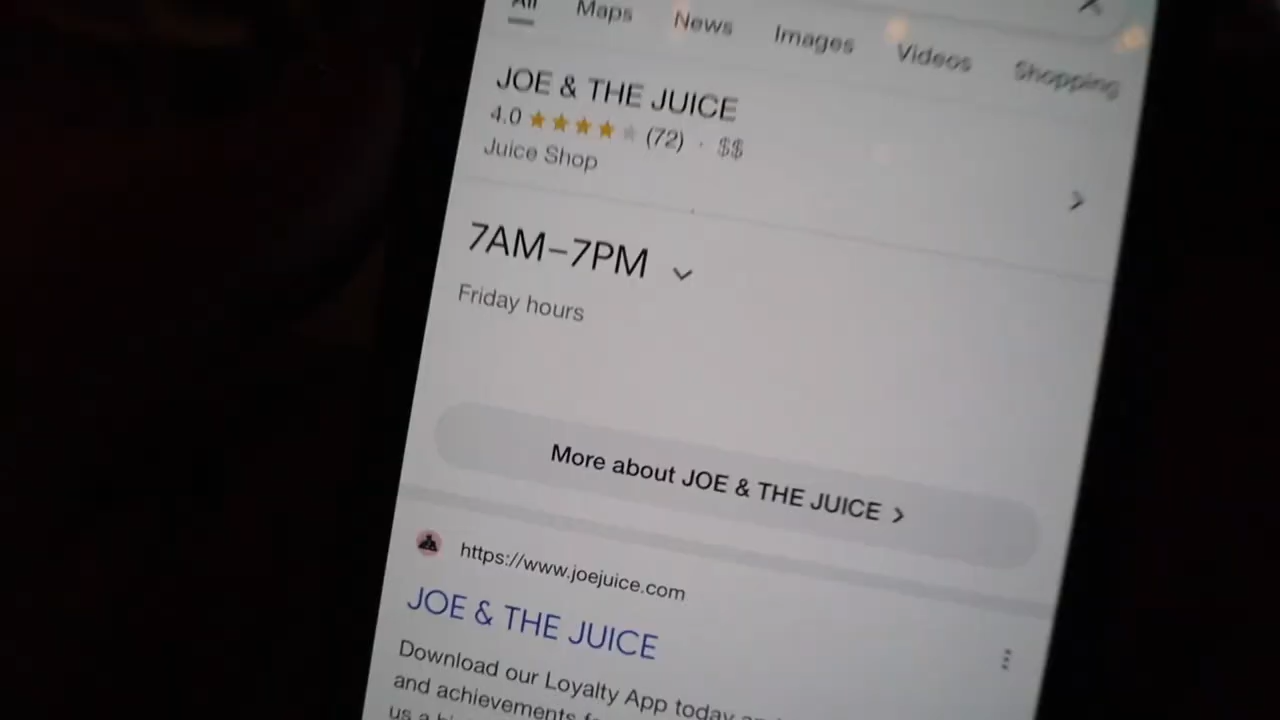 All Maps News Images Videos Shopping
JOE & THE JUICE
4.0 (72) · $$
Juice Shop
7AM–7PM
Friday hours
More about JOE & THE JUICE >
https://www.joejuice.com
JOE & THE JUICE
Download our Loyalty App today
and achievements
us a